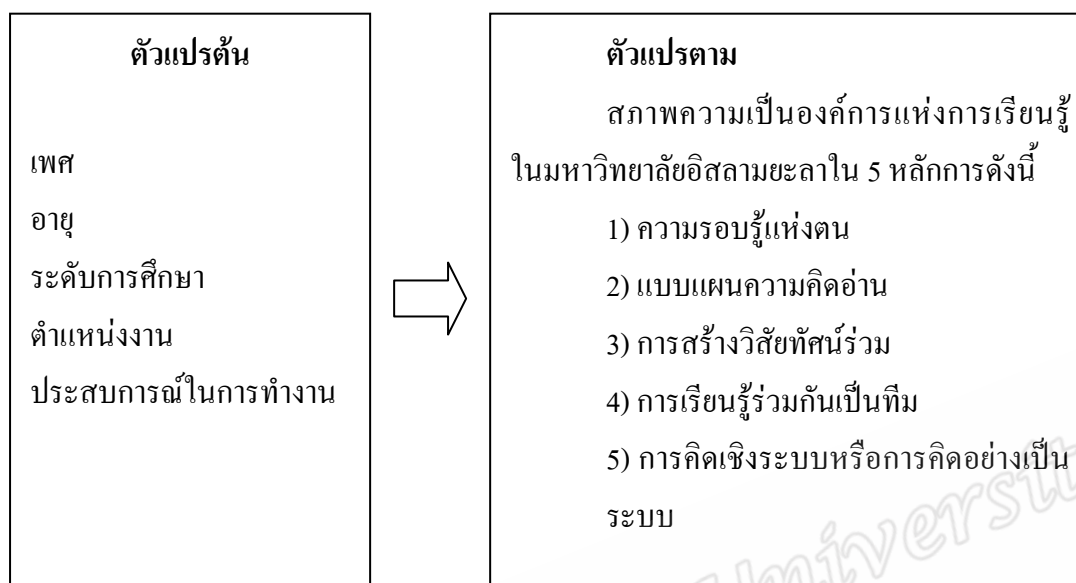 ตัวแปรต้น
เพศ
อายุ
ระดับการศึกษา
ตำแหน่งงาน
ประสบการณ์ในการทำงาน
ตัวแปรตาม
สภาพความเป็นองค์การแห่งการเรียนรู้
ในมหาวิทยาลัยอิสลามยะลาใน 5 หลักการดังนี้
1) ความรอบรู้แห่งตน
2) แบบแผนความคิดอ่าน
3) การสร้างวิสัยทัศน์ร่วม
4) การเรียนรู้ร่วมกันเป็นทีม
5) การคิดเชิงระบบหรือการคิดอย่างเป็น
ระบบ